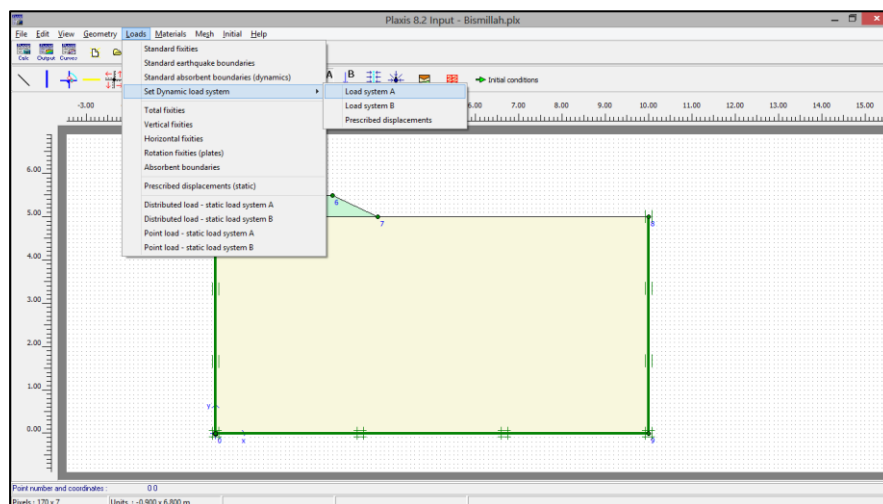 Plaxis 8.2 Input - Bismillah.plx
File Edit View Geometry Loads Materials Mesh Initial Help
Calc Output Curves
Initial conditions
Standard fixities
Standard earthquake boundaries
Standard absorbent boundaries (dynamics)
Set Dynamic load system
Total fixities
Vertical fixities
Horizontal fixities
Rotation fixities (plates)
Absorbent boundaries
Prescribed displacements (static)
Distributed load - static load system A
Distributed load - static load system B
Point load - static load system A
Point load - static load system B
Load system A
Load system B
Prescribed displacements
A B
-3.00 6.00 7.00 8.00 9.00 10.00 11.00 12.00 13.00 14.00 15.00
6.00
5.00
4.00
3.00
2.00
1.00
0.00
6
7
8
Y
x
0
9
Point number and coordinates : 0 0
Pixels : 170 x 7 Units : -0.900 x 6.800 m